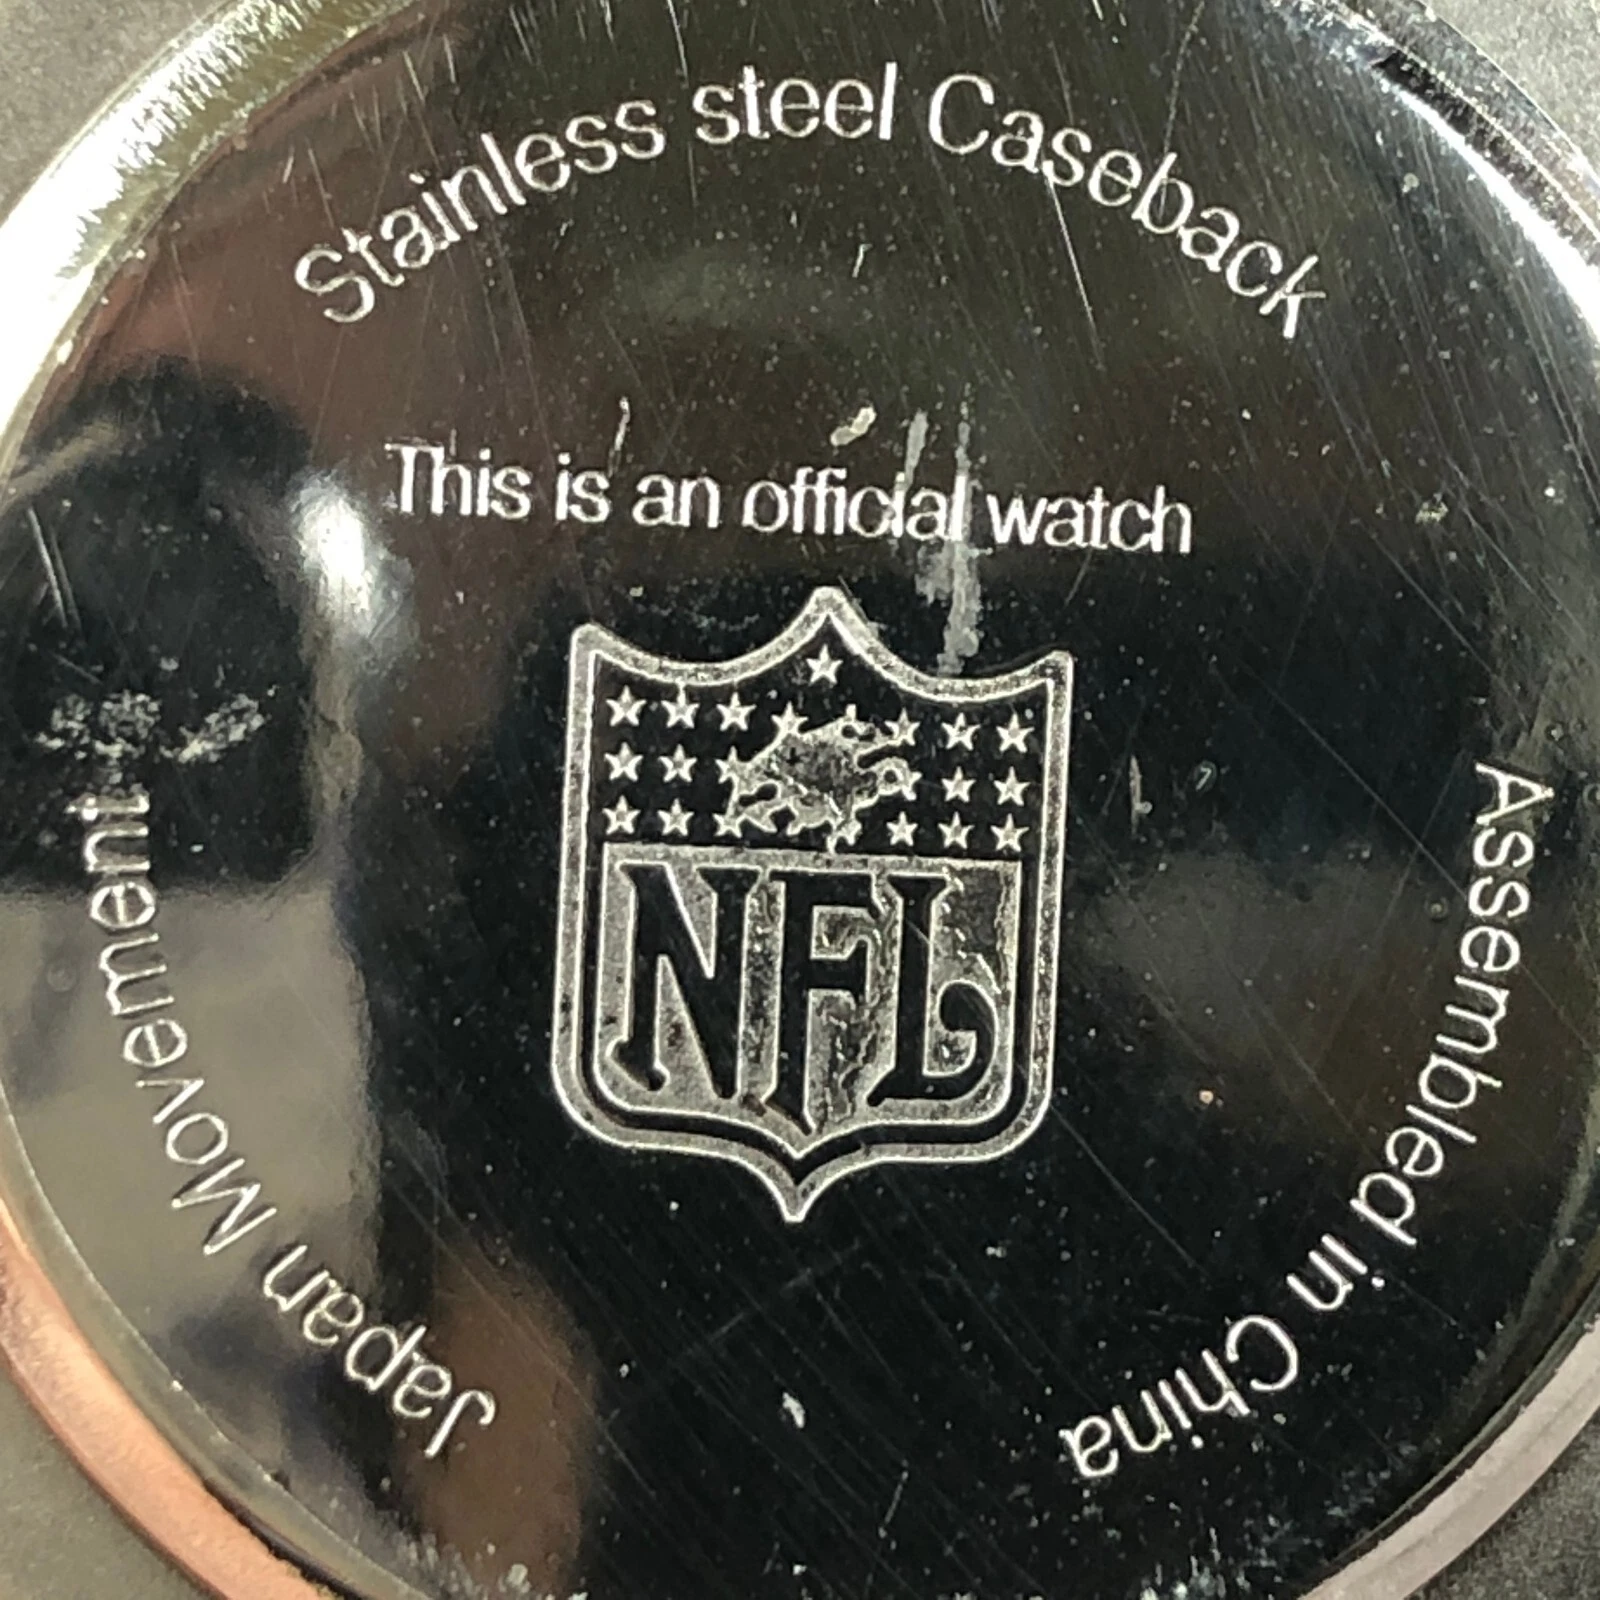 Stainless steel Caseback
This is an official watch
NFL
Assembled in China
Japan Movement